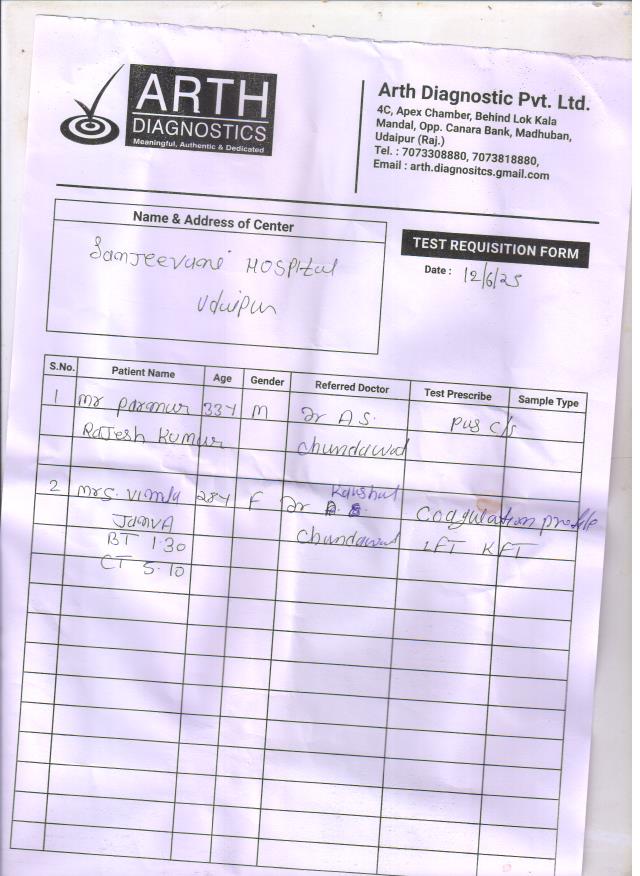 ARTH
DIAGNOSTICS
Meaningful, Authentic & Dedicated
Arth Diagnostic Pvt. Ltd.
4C, Apex Chamber, Behind Lok Kala
Mandal, Opp. Canara Bank, Madhuban,
Udaipur (Raj.)
Tel. : 7073308880, 7073818880,
Email : arth.diagnositcs.gmail.com
Name & Address of Center
Sanjeevani Hospital
Udaipur
TEST REQUISITION FORM
Date : 12/6/25
S.No. Patient Name Age Gender Referred Doctor Test Prescribe Sample Type
1 Mr Parmar 33Y M Dr A.S. Pus C/S
Rajesh Kumar Chundawat
2 Mrs. Vimla 28Y F Dr Kaushal Coagulation profile
Janva Chundawat LFT KFT
BT 1.30
CT 5.10